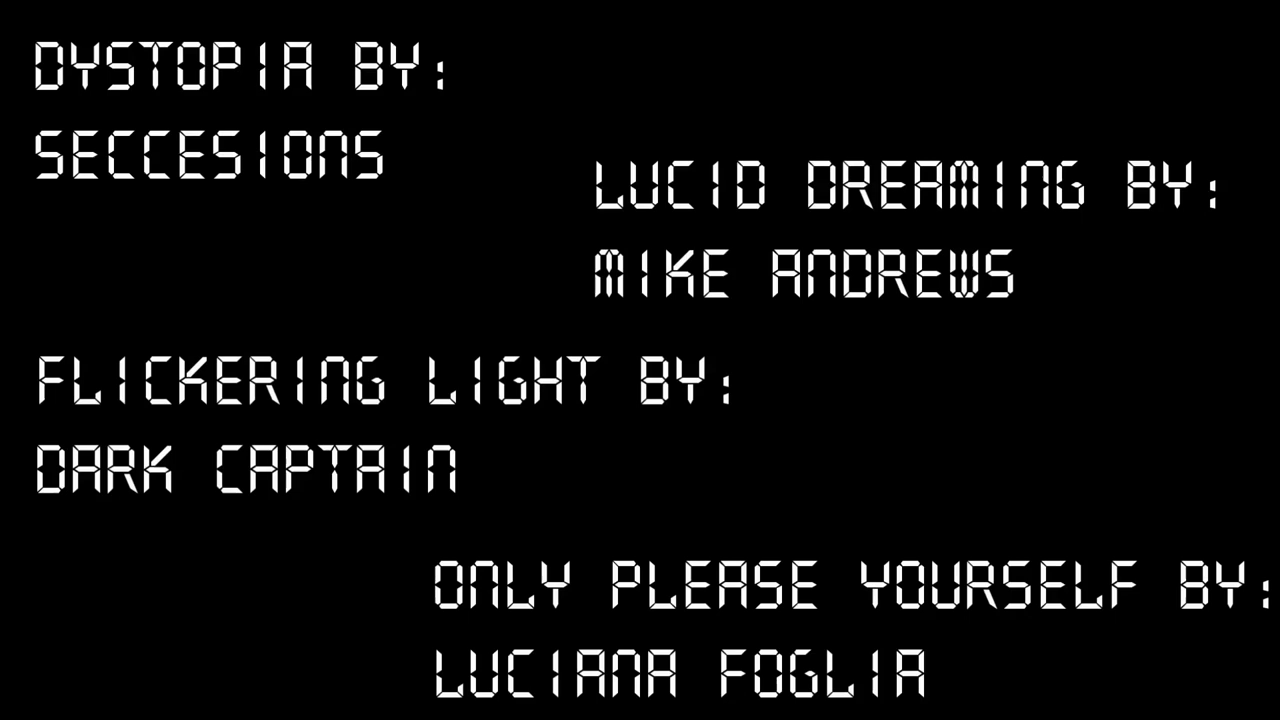 DYSTOPIA BY:
SECCESIONS
LUCID DREAMING BY:
MIKE ANDREWS
FLICKERING LIGHT BY:
DARK CAPTAIN
ONLY PLEASE YOURSELF BY:
LUCIANA FOGLIA